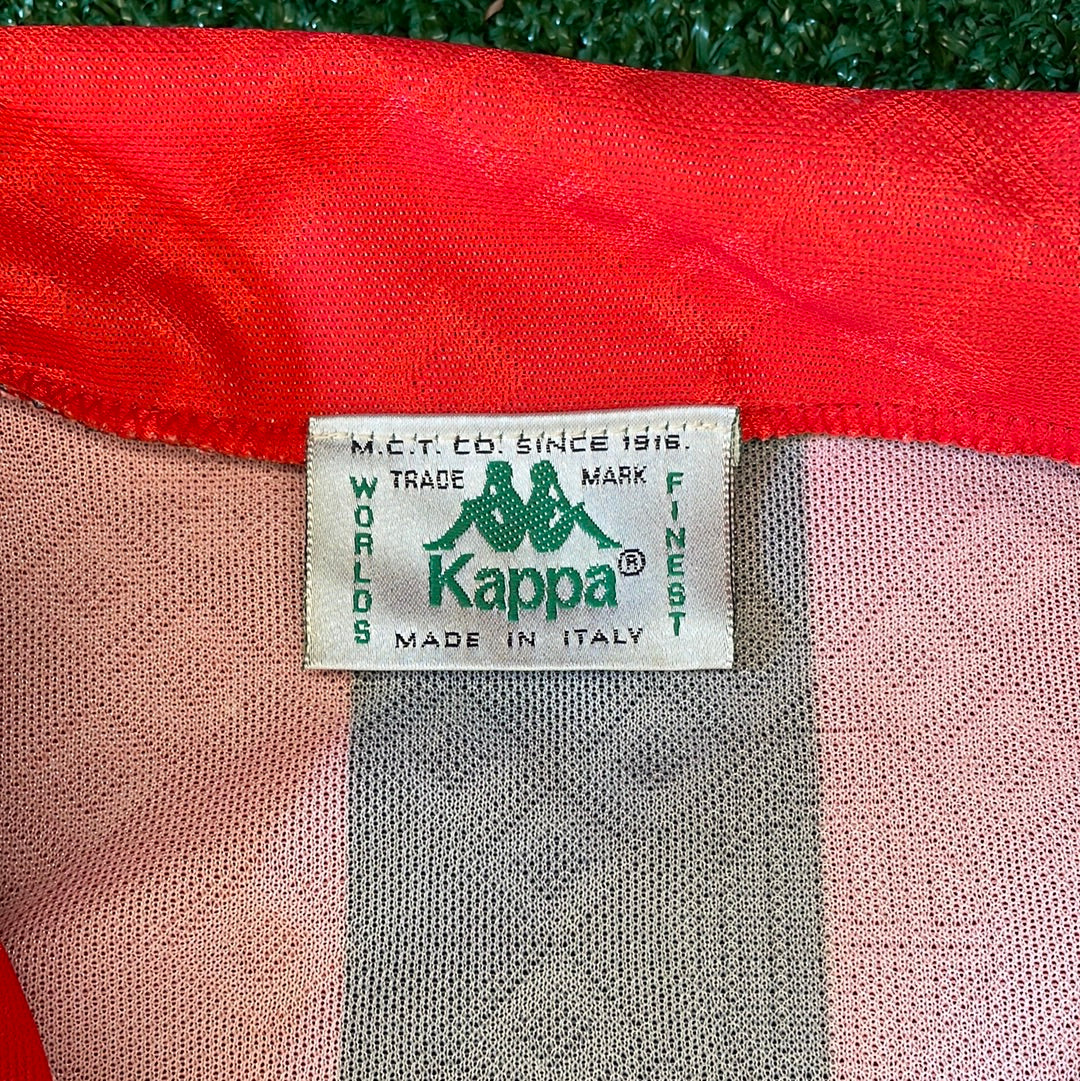 M.C.T. CO. SINCE 1916.
TRADE MARK
WORLDS
FINEST
Kappa®
MADE IN ITALY